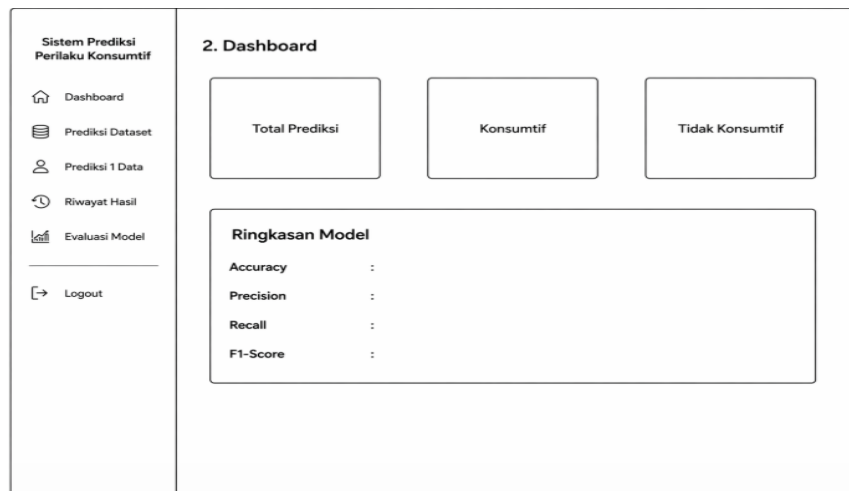 Sistem Prediksi
Perilaku Konsumtif
Dashboard
Prediksi Dataset
Prediksi 1 Data
Riwayat Hasil
Evaluasi Model
Logout
2. Dashboard
Total Prediksi
Konsumtif
Tidak Konsumtif
Ringkasan Model
Accuracy :
Precision :
Recall :
F1-Score :